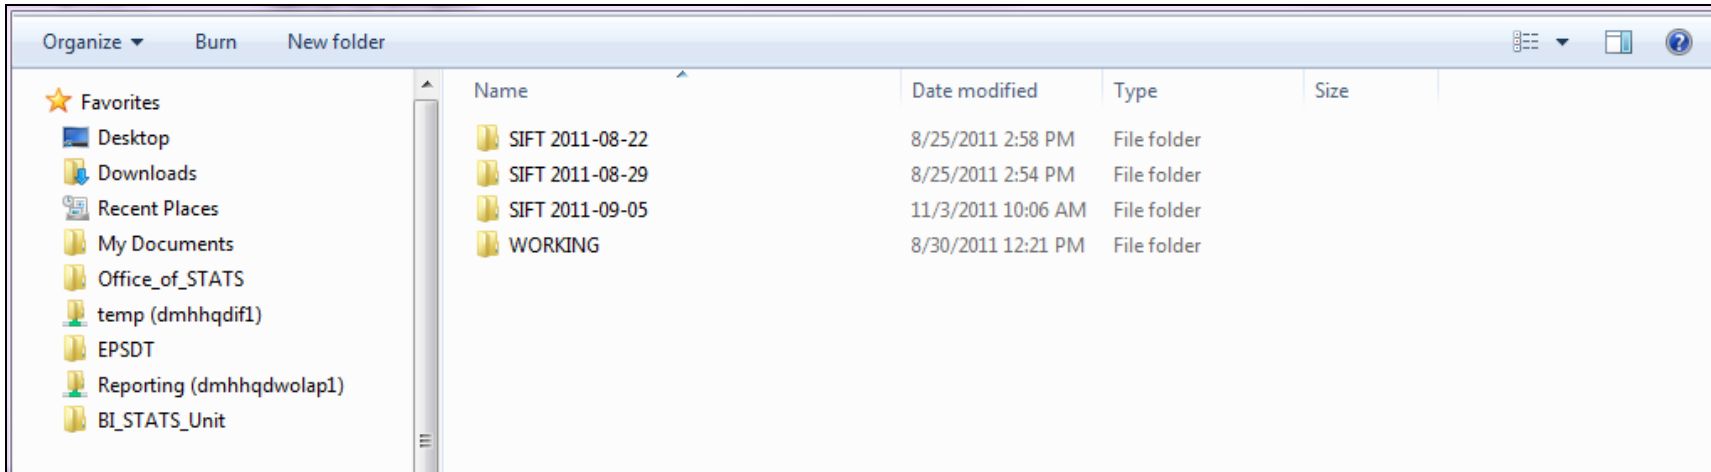 Organize Burn New folder
Favorites
Desktop
Downloads
Recent Places
My Documents
Office_of_STATS
temp (dmhhqdif1)
EPSDT
Reporting (dmhhqdwolap1)
BI_STATS_Unit
Name Date modified Type Size
SIFT 2011-08-22 8/25/2011 2:58 PM File folder
SIFT 2011-08-29 8/25/2011 2:54 PM File folder
SIFT 2011-09-05 11/3/2011 10:06 AM File folder
WORKING 8/30/2011 12:21 PM File folder